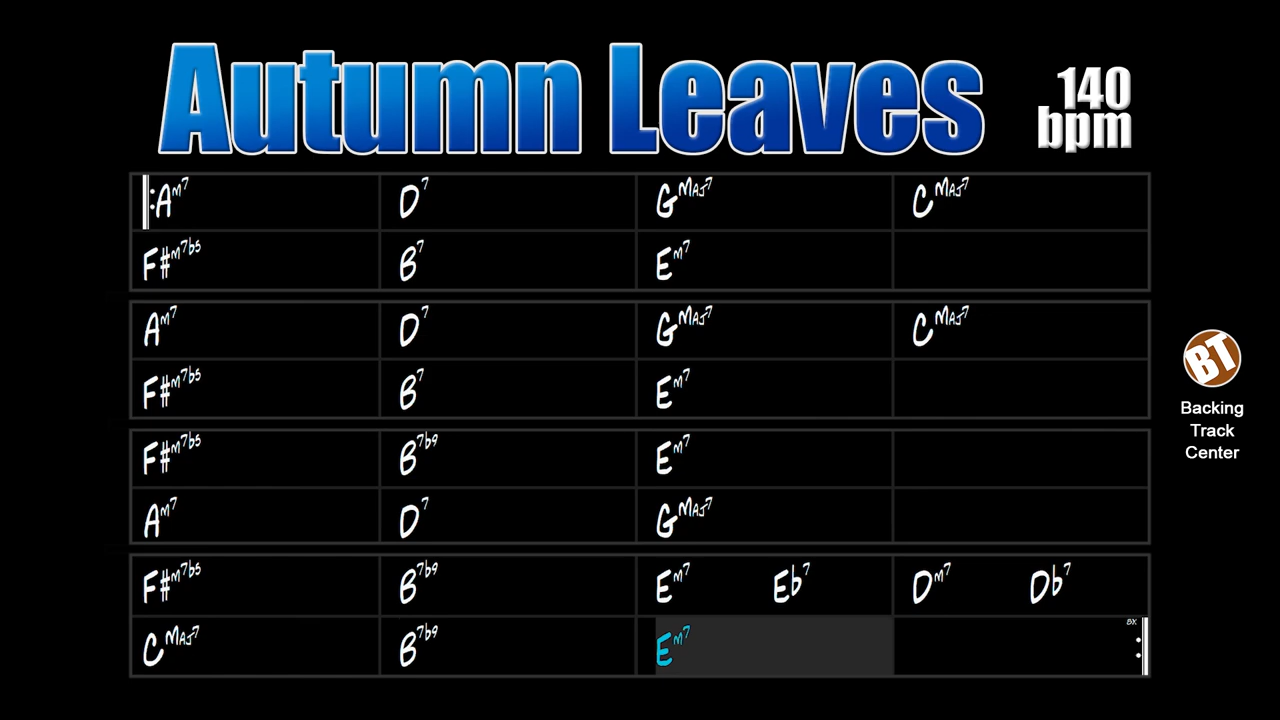 Autumn Leaves
140
bpm
Am7 D7 GMaj7 CMaj7
F#m7b5 B7 Em7
Am7 D7 GMaj7 CMaj7
F#m7b5 B7 Em7
F#m7b5 B7b9 Em7
Am7 D7 GMaj7
F#m7b5 B7b9 Em7 Eb7 Dm7 Db7
CMaj7 B7b9 Em7 8x
BT
Backing
Track
Center